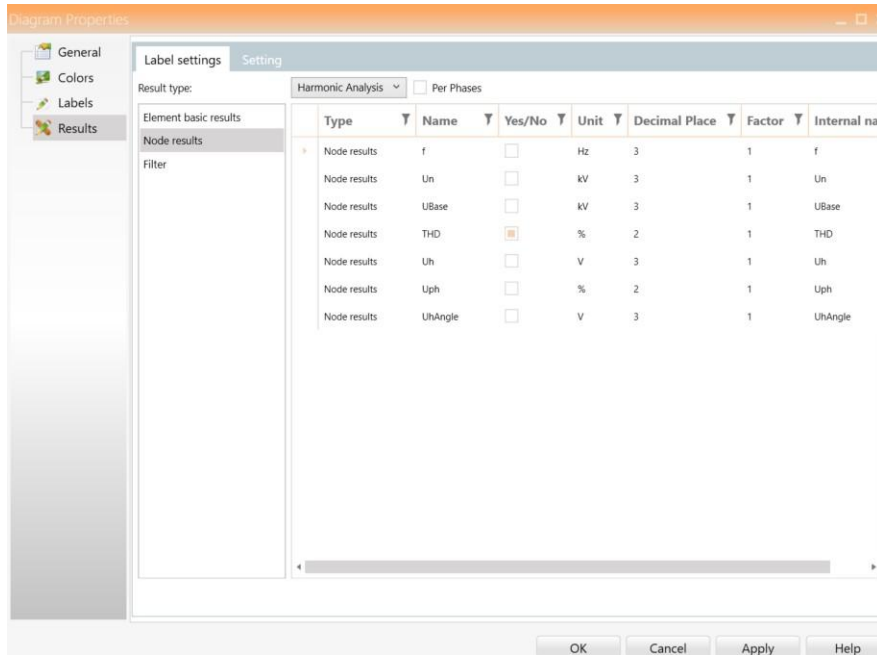 Diagram Properties
General
Colors
Labels
Results
Label settings Setting
Result type: Harmonic Analysis Per Phases
Element basic results
Node results
Filter
Type Name Yes/No Unit Decimal Place Factor Internal na
Node results f Hz 3 1 f
Node results Un kV 3 1 Un
Node results UBase kV 3 1 UBase
Node results THD % 2 1 THD
Node results Uh V 3 1 Uh
Node results Uph % 2 1 Uph
Node results UhAngle V 3 1 UhAngle
OK Cancel Apply Help